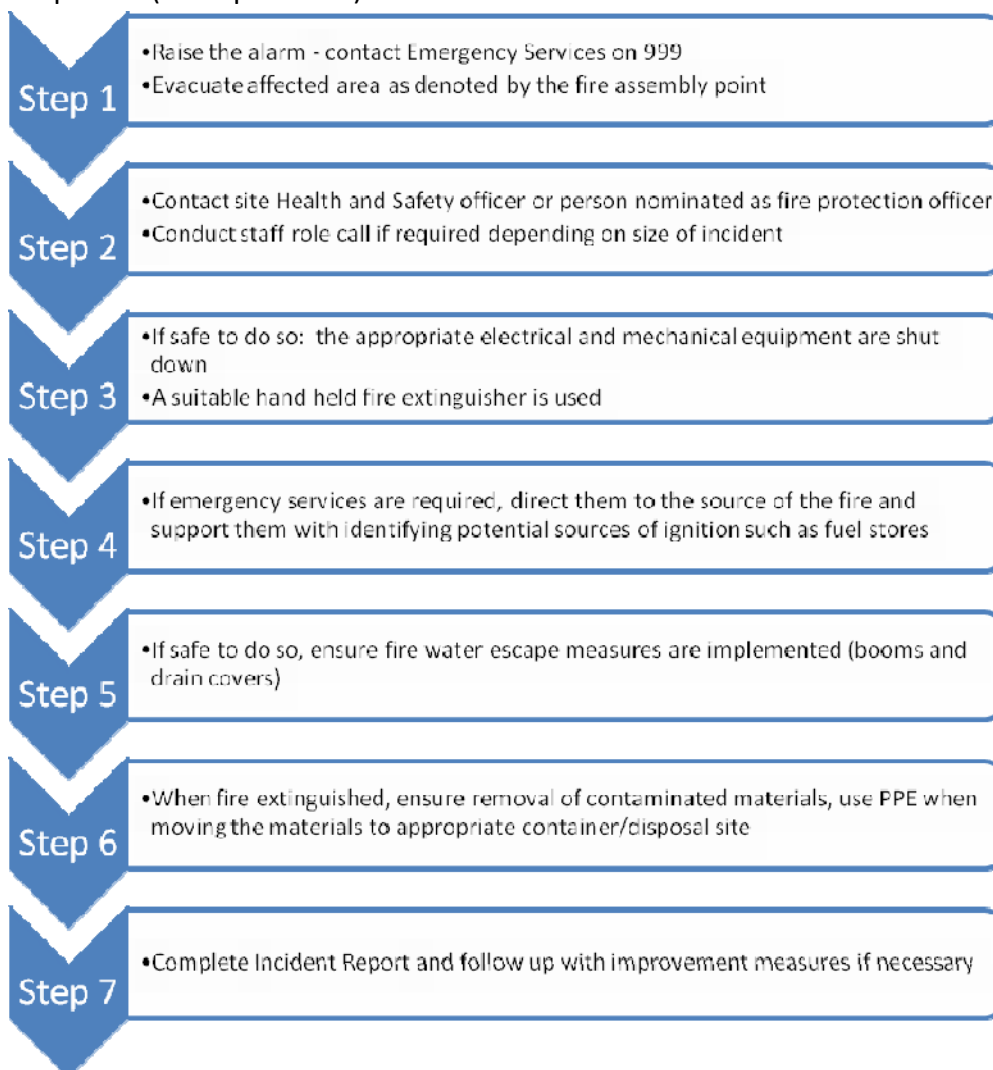 Step 1
•Raise the alarm - contact Emergency Services on 999
•Evacuate affected area as denoted by the fire assembly point
Step 2
•Contact site Health and Safety officer or person nominated as fire protection officer
•Conduct staff role call if required depending on size of incident
Step 3
•If safe to do so: the appropriate electrical and mechanical equipment are shut
down
•A suitable hand held fire extinguisher is used
Step 4
•If emergency services are required, direct them to the source of the fire and
support them with identifying potential sources of ignition such as fuel stores
Step 5
•If safe to do so, ensure fire water escape measures are implemented (booms and
drain covers)
Step 6
•When fire extinguished, ensure removal of contaminated materials, use PPE when
moving the materials to appropriate container/disposal site
Step 7
•Complete Incident Report and follow up with improvement measures if necessary